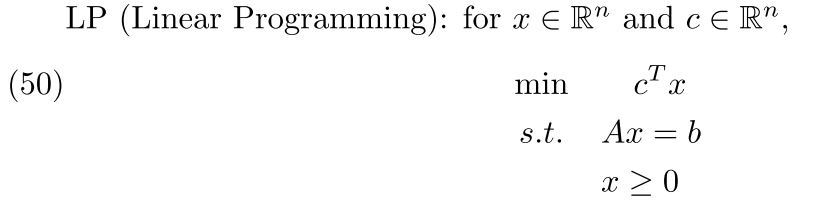 LP (Linear Programming): for x ∈ ℝⁿ and c ∈ ℝⁿ,
(50) min cᵀx
s.t. Ax = b
x ≥ 0